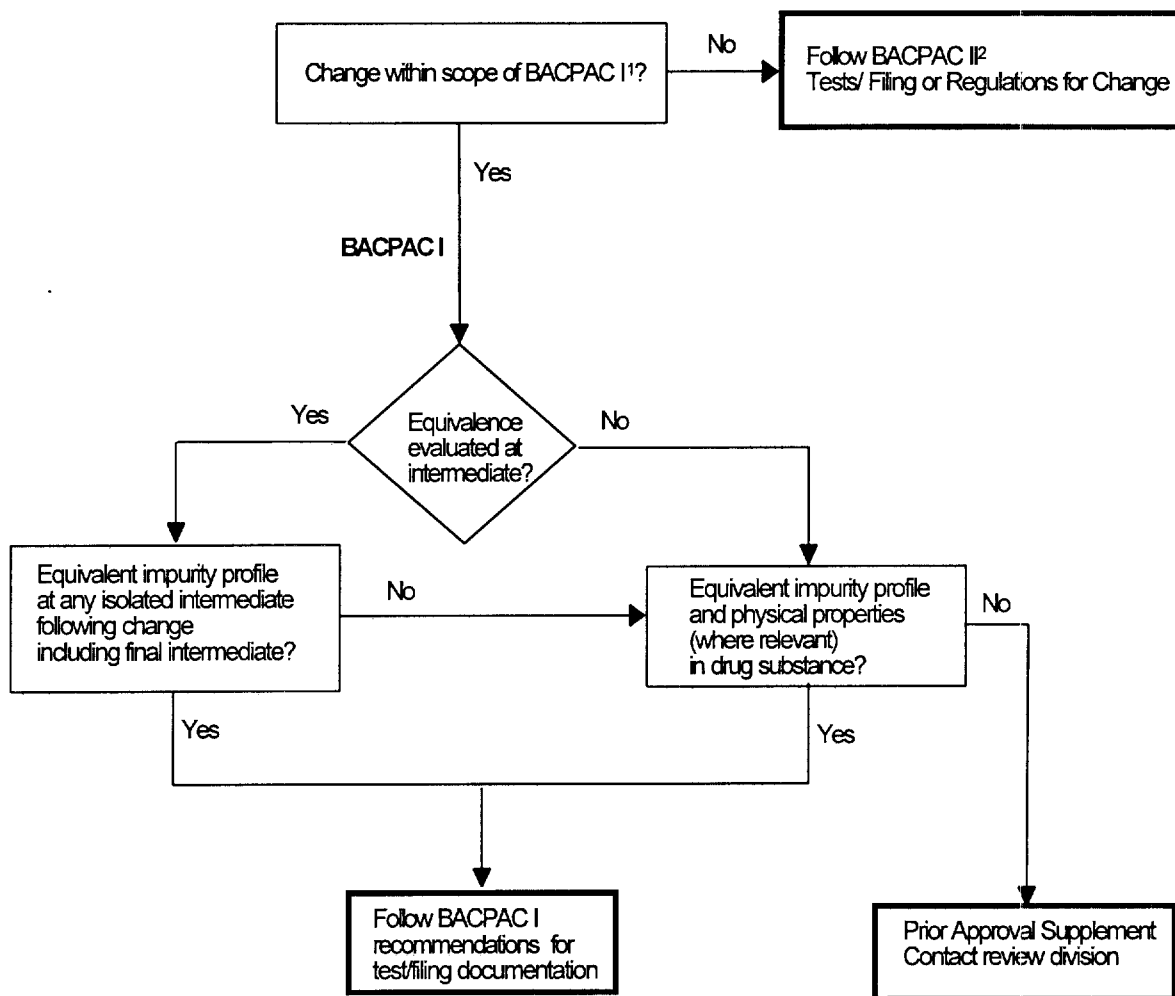 Change within scope of BACPAC I¹?
No
Follow BACPAC II²
Tests/ Filing or Regulations for Change
Yes
BACPAC I
Yes
Equivalence
evaluated at
intermediate?
No
Equivalent impurity profile
at any isolated intermediate
following change
including final intermediate?
No
Equivalent impurity profile
and physical properties
(where relevant)
in drug substance?
No
Yes
Yes
Follow BACPAC I
recommendations for
test/filing documentation
Prior Approval Supplement
Contact review division